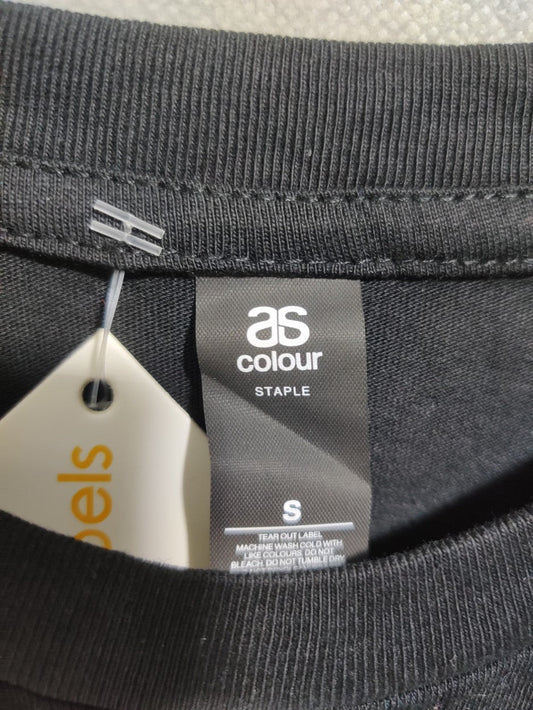 as
colour
STAPLE
S
TEAR OUT LABEL
MACHINE WASH COLD WITH
LIKE COLOURS. DO NOT
BLEACH. DO NOT TUMBLE DRY
bels